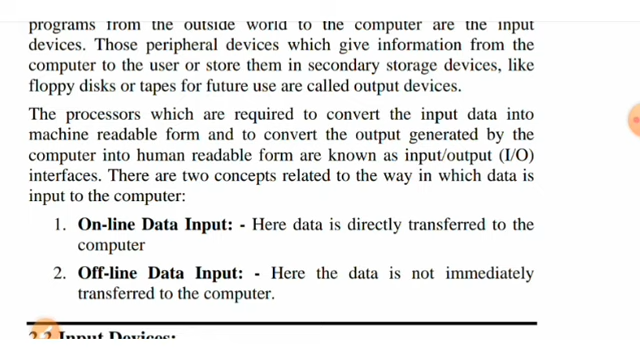 programs from the outside world to the computer are the input
devices. Those peripheral devices which give information from the
computer to the user or store them in secondary storage devices, like
floppy disks or tapes for future use are called output devices.
The processors which are required to convert the input data into
machine readable form and to convert the output generated by the
computer into human readable form are known as input/output (I/O)
interfaces. There are two concepts related to the way in which data is
input to the computer:
1. On-line Data Input: - Here data is directly transferred to the
computer
2. Off-line Data Input: - Here the data is not immediately
transferred to the computer.
2.2 Input Devices: